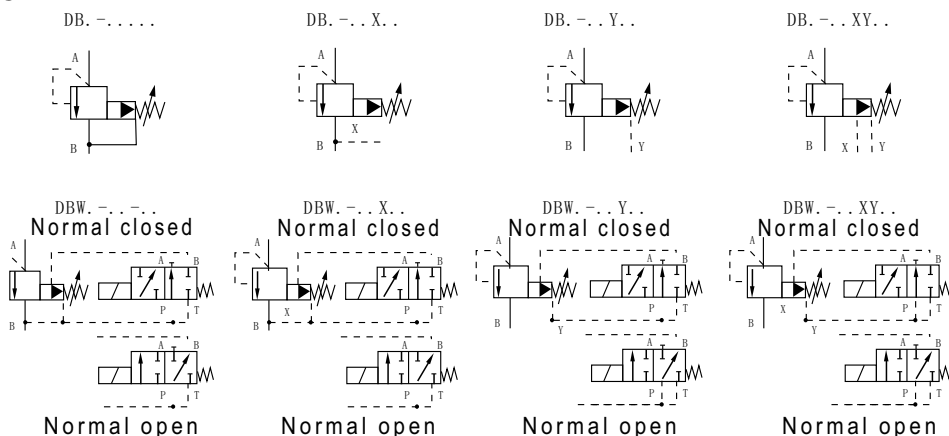 DB. -.....
DB. -..X..
DB. -..Y..
DB. -..XY..
A
A
A
A
X
B
B
B
Y
B
X
Y
DBW. -..-..
DBW. -..X..
DBW. -..Y..
DBW. -..XY..
Normal closed
Normal closed
Normal closed
Normal closed
A
A
B
A
A
B
A
A
B
A
A
B
B
P
T
X
B
P
T
B
Y
P
T
X
B
Y
P
T
A
B
A
B
A
B
A
B
P
T
P
T
P
T
P
T
Normal open
Normal open
Normal open
Normal open